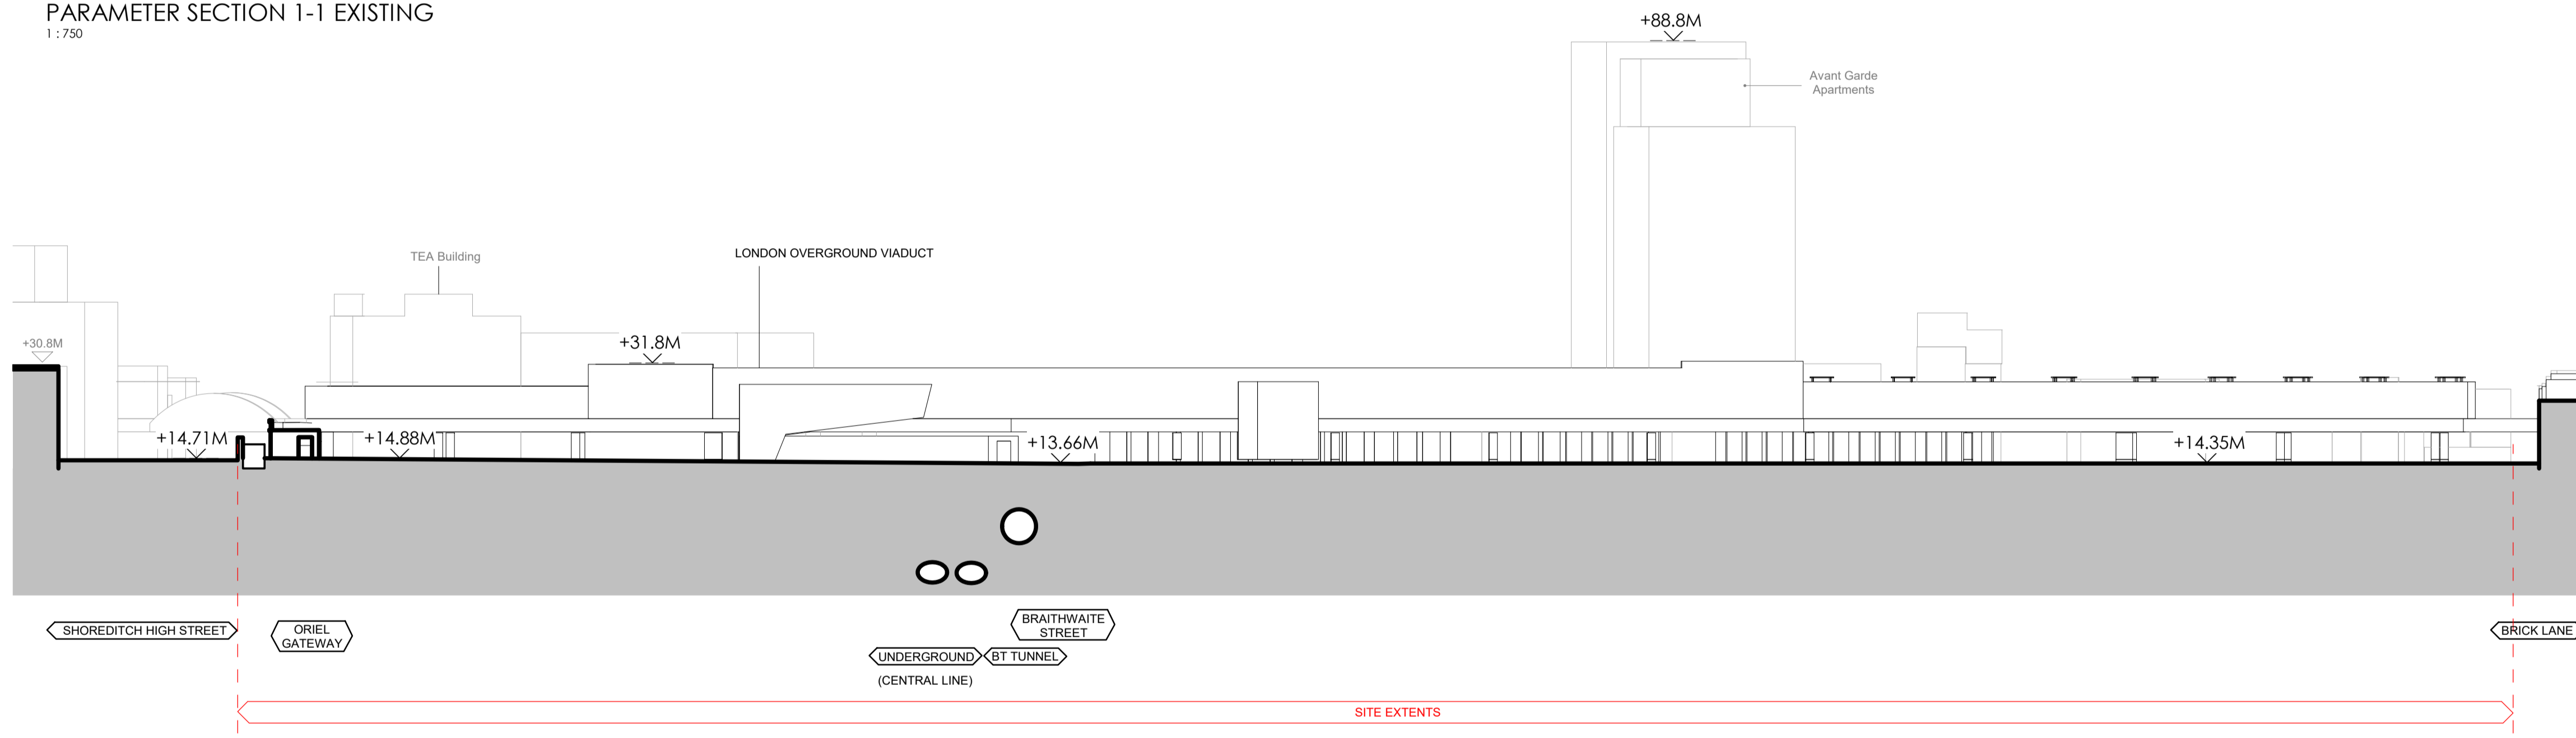 PARAMETER SECTION 1-1 EXISTING
1 : 750
+88.8M
Avant Garde
Apartments
TEA Building
LONDON OVERGROUND VIADUCT
+30.8M
+31.8M
+14.71M
+14.88M
+13.66M
+14.35M
SHOREDITCH HIGH STREET
ORIEL
GATEWAY
BRAITHWAITE
STREET
BRICK LANE
UNDERGROUND
BT TUNNEL
(CENTRAL LINE)
SITE EXTENTS